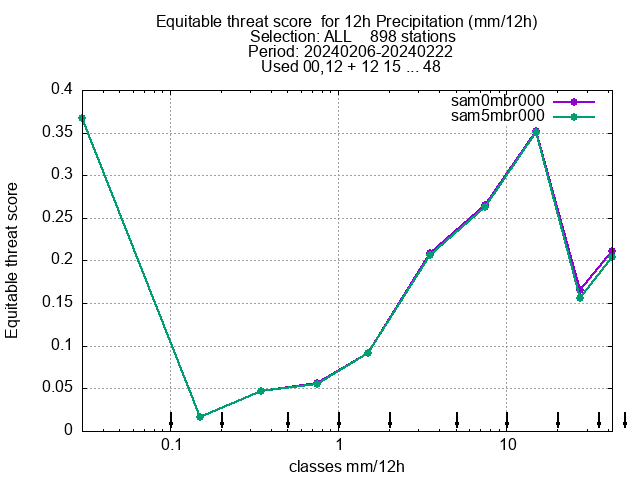 Equitable threat score  for 12h Precipitation (mm/12h)
Selection: ALL    898 stations
Period: 20240206-20240222
Used 00,12 + 12 15 ... 48
sam0mbr000
sam5mbr000
Equitable threat score
0.4
0.35
0.3
0.25
0.2
0.15
0.1
0.05
0
0.1
1
10
classes mm/12h